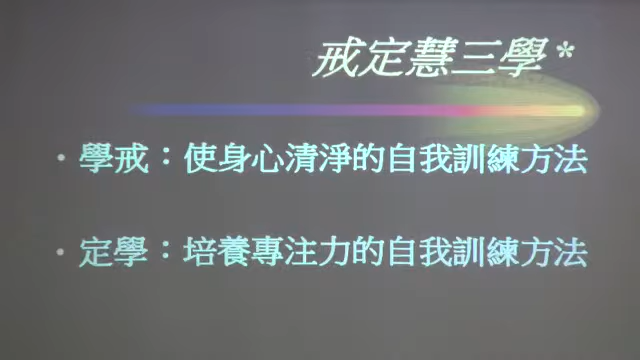 戒定慧三學*
• 學戒：使身心清淨的自我訓練方法
• 定學：培養專注力的自我訓練方法